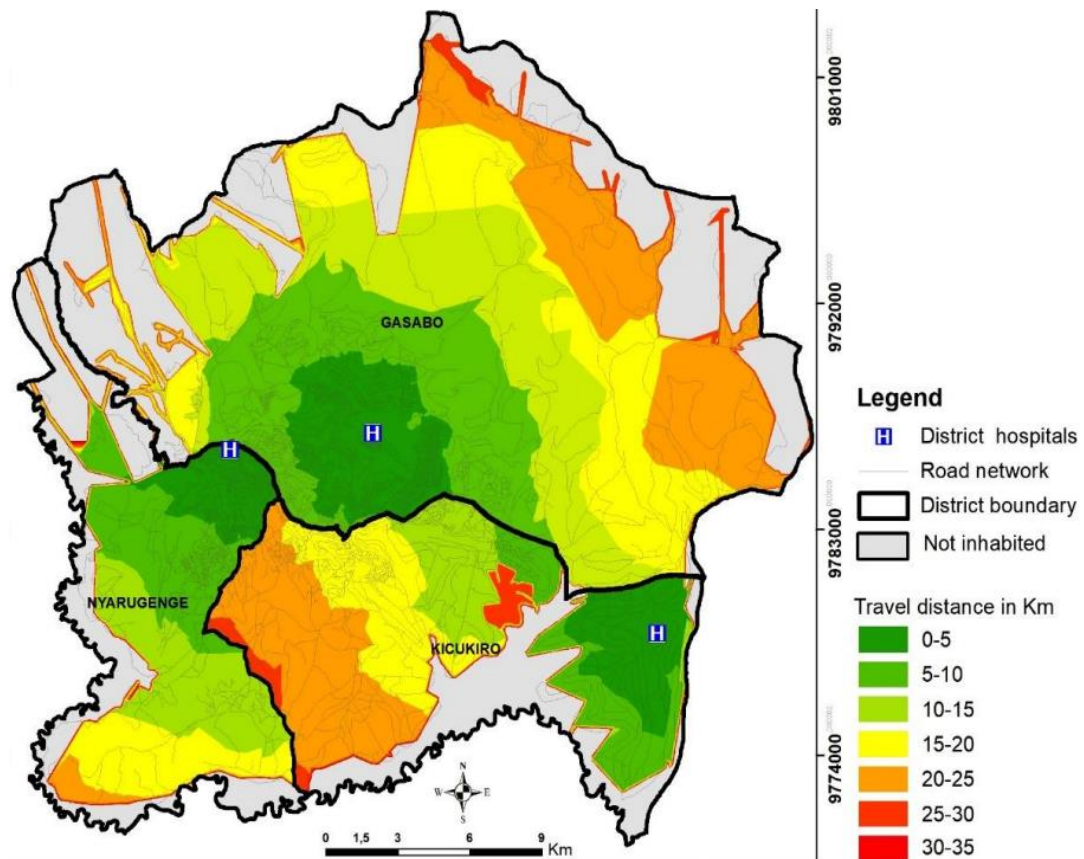 9801000
9792000
GASABO
H
H
Legend
H District hospitals
Road network
District boundary
Not inhabited
9783000
NYARUGENGE
KICUKIRO
H
Travel distance in Km
0-5
5-10
10-15
15-20
20-25
25-30
30-35
9774000
N
W E
S
0 1,5 3 6 9
Km